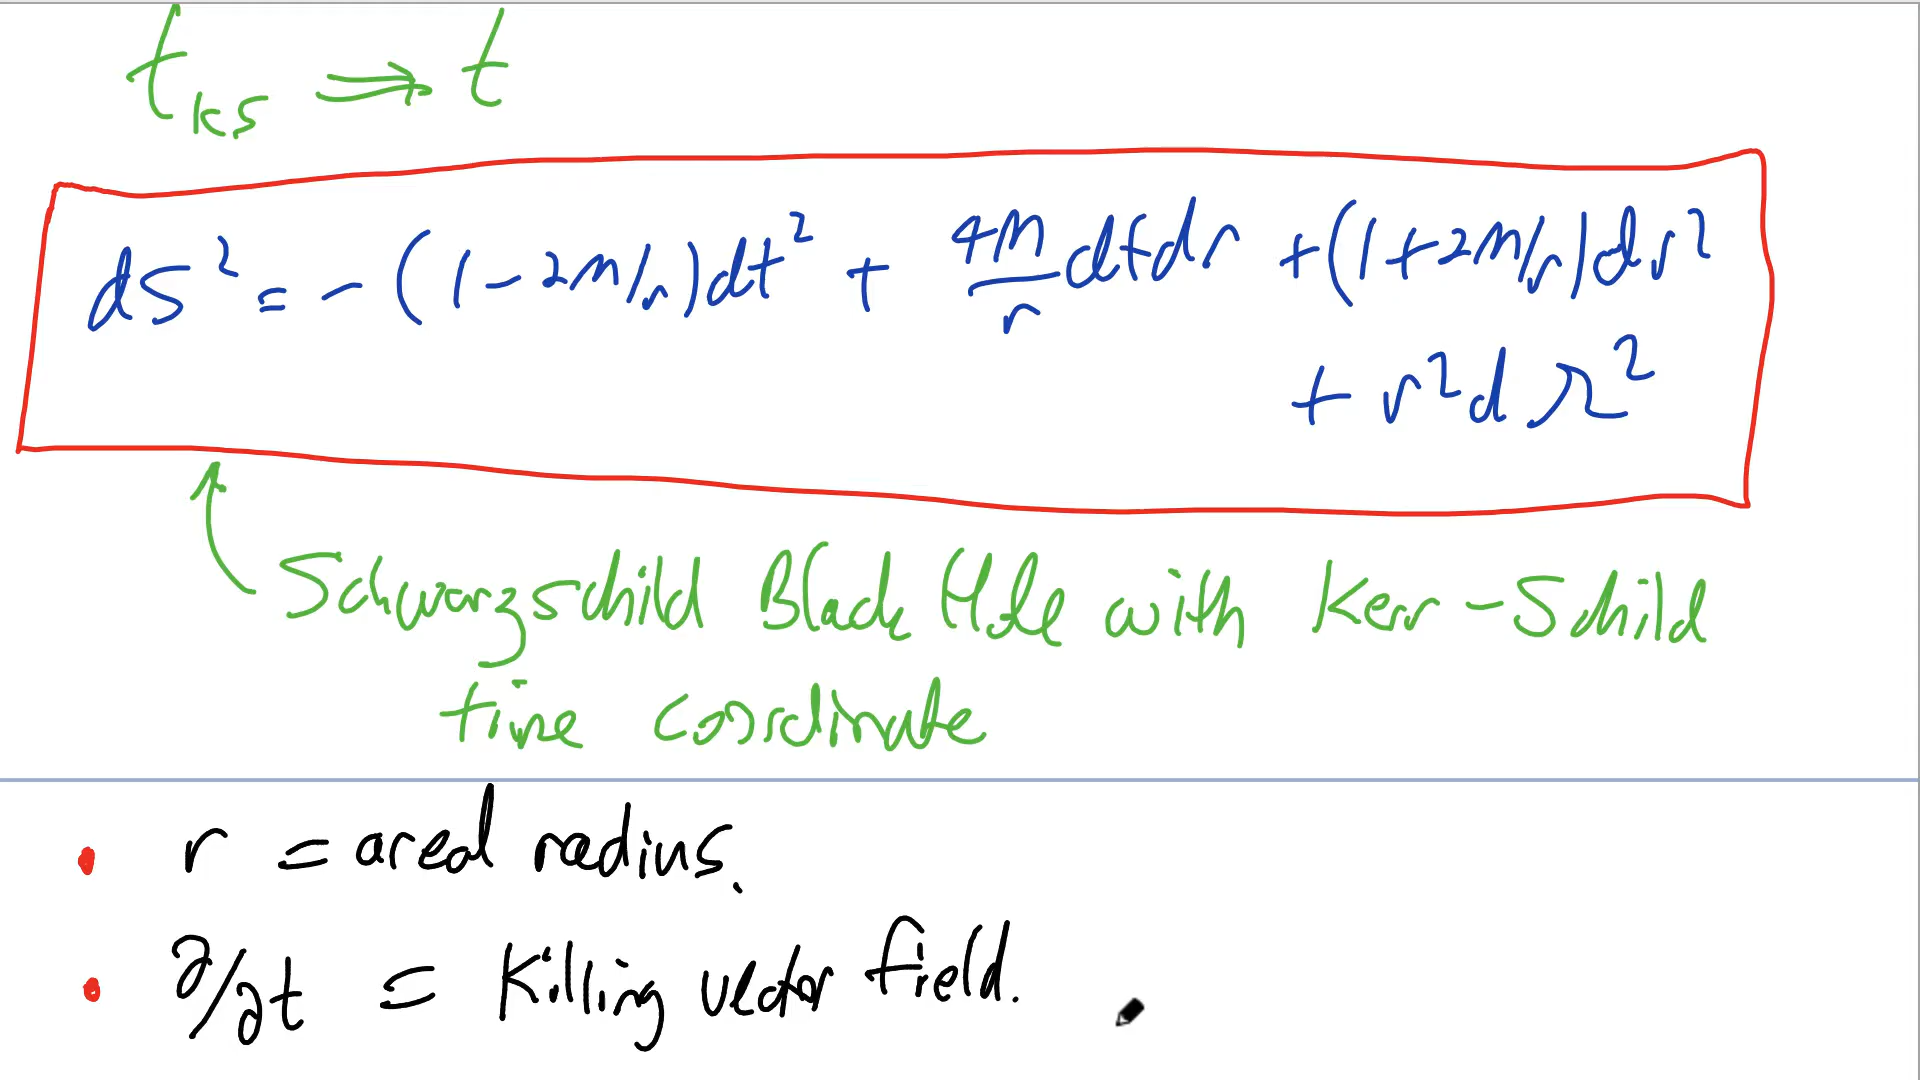 t_KS ⇒ t
ds² = -(1-2M/r)dt² + 4M/r dtdr + (1+2M/r)dr²
+ r²dΩ²
Schwarzschild Black Hole with Kerr-Schild
time coordinate
• r = areal radius.
• ∂/∂t = Killing vector field.